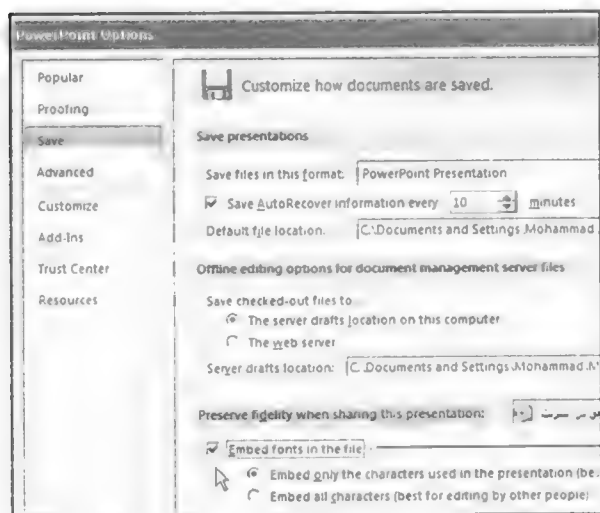 PowerPoint Options
Popular
Proofing
Save
Advanced
Customize
Add-Ins
Trust Center
Resources
Customize how documents are saved.
Save presentations
Save files in this format: PowerPoint Presentation
Save AutoRecover information every 10 minutes
Default file location: C:\Documents and Settings\Mohammad
Offline editing options for document management server files
Save checked-out files to
The server drafts location on this computer
The web server
Server drafts location: C:\Documents and Settings\Mohammad.M
Preserve fidelity when sharing this presentation:
Embed fonts in the file
Embed only the characters used in the presentation (be
Embed all characters (best for editing by other people)